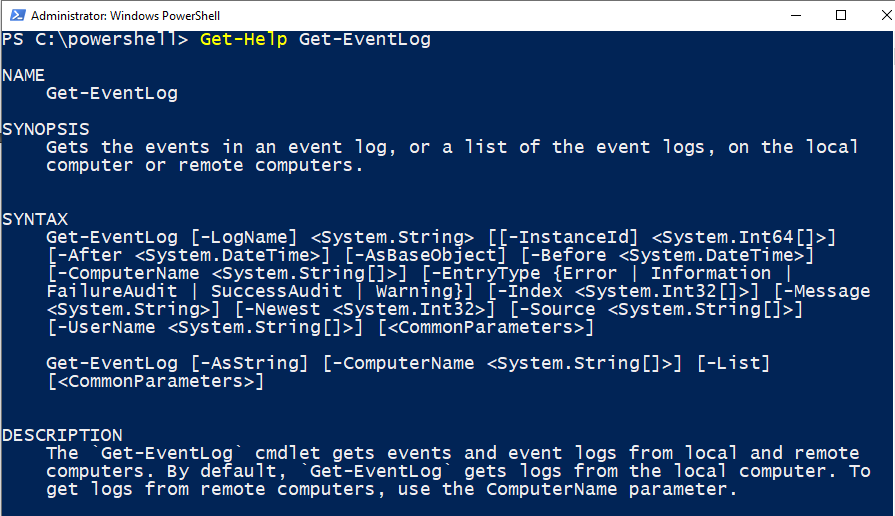 Administrator: Windows PowerShell
PS C:\powershell> Get-Help Get-EventLog
NAME
Get-EventLog
SYNOPSIS
Gets the events in an event log, or a list of the event logs, on the local
computer or remote computers.
SYNTAX
Get-EventLog [-LogName] <System.String> [[-InstanceId] <System.Int64[]>]
[-After <System.DateTime>] [-AsBaseObject] [-Before <System.DateTime>]
[-ComputerName <System.String[]>] [-EntryType {Error | Information |
FailureAudit | SuccessAudit | Warning}] [-Index <System.Int32[]>] [-Message
<System.String>] [-Newest <System.Int32>] [-Source <System.String[]>]
[-UserName <System.String[]>] [<CommonParameters>]
Get-EventLog [-AsString] [-ComputerName <System.String[]>] [-List]
[<CommonParameters>]
DESCRIPTION
The `Get-EventLog` cmdlet gets events and event logs from local and remote
computers. By default, `Get-EventLog` gets logs from the local computer. To
get logs from remote computers, use the ComputerName parameter.